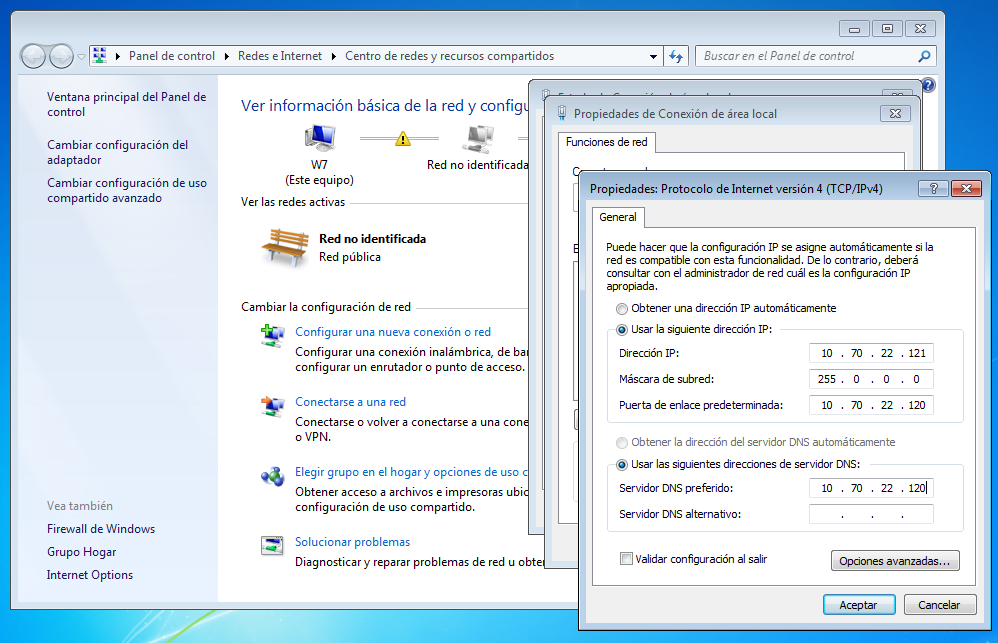 Panel de control
Redes e Internet
Centro de redes y recursos compartidos
Buscar en el Panel de control
Ventana principal del Panel de
control
Cambiar configuración del
adaptador
Cambiar configuración de uso
compartido avanzado
Vea también
Firewall de Windows
Grupo Hogar
Internet Options
Ver información básica de la red y configu
W7
(Este equipo)
Red no identificada
Ver las redes activas
Red no identificada
Red pública
Cambiar la configuración de red
Configurar una nueva conexión o red
Configurar una conexión inalámbrica, de ba
configurar un enrutador o punto de acceso.
Conectarse a una red
Conectarse o volver a conectarse a una cone
o VPN.
Elegir grupo en el hogar y opciones de uso c
Obtener acceso a archivos e impresoras ubic
configuración de uso compartido.
Solucionar problemas
Diagnosticar y reparar problemas de red u obte
Propiedades de Conexión de área local
Funciones de red
Propiedades: Protocolo de Internet versión 4 (TCP/IPv4)
General
Puede hacer que la configuración IP se asigne automáticamente si la
red es compatible con esta funcionalidad. De lo contrario, deberá
consultar con el administrador de red cuál es la configuración IP
apropiada.
Obtener una dirección IP automáticamente
Usar la siguiente dirección IP:
Dirección IP: 10 . 70 . 22 . 121
Máscara de subred: 255 . 0 . 0 . 0
Puerta de enlace predeterminada: 10 . 70 . 22 . 120
Obtener la dirección del servidor DNS automáticamente
Usar las siguientes direcciones de servidor DNS:
Servidor DNS preferido: 10 . 70 . 22 . 120
Servidor DNS alternativo: . . .
Validar configuración al salir
Opciones avanzadas...
Aceptar
Cancelar